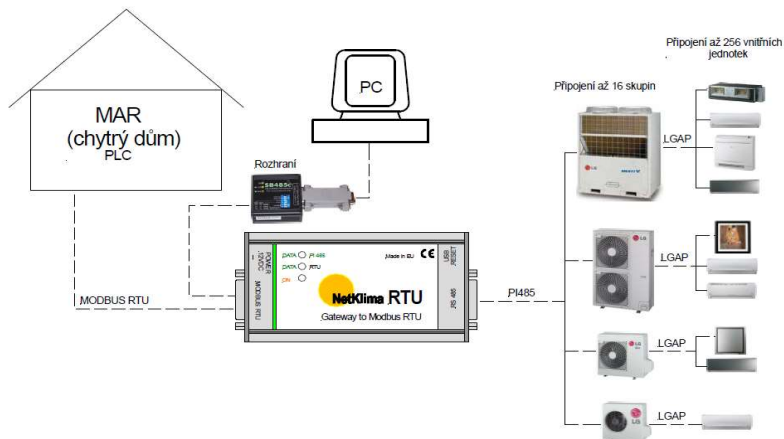 MAR
(chytrý dům)
PLC
PC
Rozhraní
SB485
MODBUS RTU
POWER
12VDC
MODBUS RTU
DATA PI 485
DATA RTU
ON
Made in EU CE
NetKlima RTU
Gateway to Modbus RTU
USB
RESET
RS 485
PI485
Připojení až 16 skupin
Připojení až 256 vnitřních
jednotek
LGAP
LG
LGAP
LG
LGAP
LG
LGAP
LG